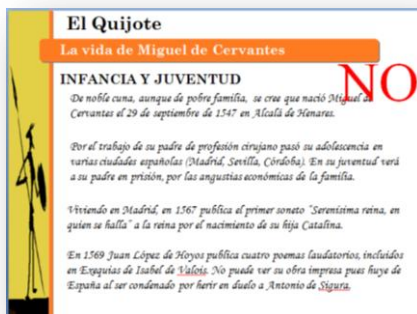 El Quijote
La vida de Miguel de Cervantes
INFANCIA Y JUVENTUD
NO
De noble cuna, aunque de pobre familia, se cree que nació Miguel de
Cervantes el 29 de septiembre de 1547 en Alcalá de Henares.
Por el trabajo de su padre de profesión cirujano pasó su adolescencia en
varias ciudades españolas (Madrid, Sevilla, Córdoba). En su juventud verá
a su padre en prisión, por las angustias económicas de la familia.
Viviendo en Madrid, en 1567 publica el primer soneto "Serenísima reina, en
quien se halla" a la reina por el nacimiento de su hija Catalina.
En 1569 Juan López de Hoyos publica cuatro poemas laudatorios, incluidos
en Exequias de Isabel de Valois. No puede ver su obra impresa pues huye de
España al ser condenado por herir en duelo a Antonio de Sigura.